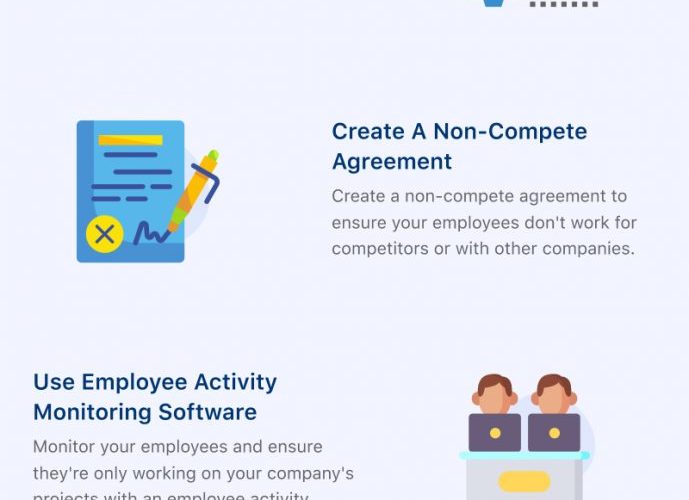 Create A Non-Compete
Agreement
Create a non-compete agreement to
ensure your employees don't work for
competitors or with other companies.
Use Employee Activity
Monitoring Software
Monitor your employees and ensure
they're only working on your company's
projects with an employee activity